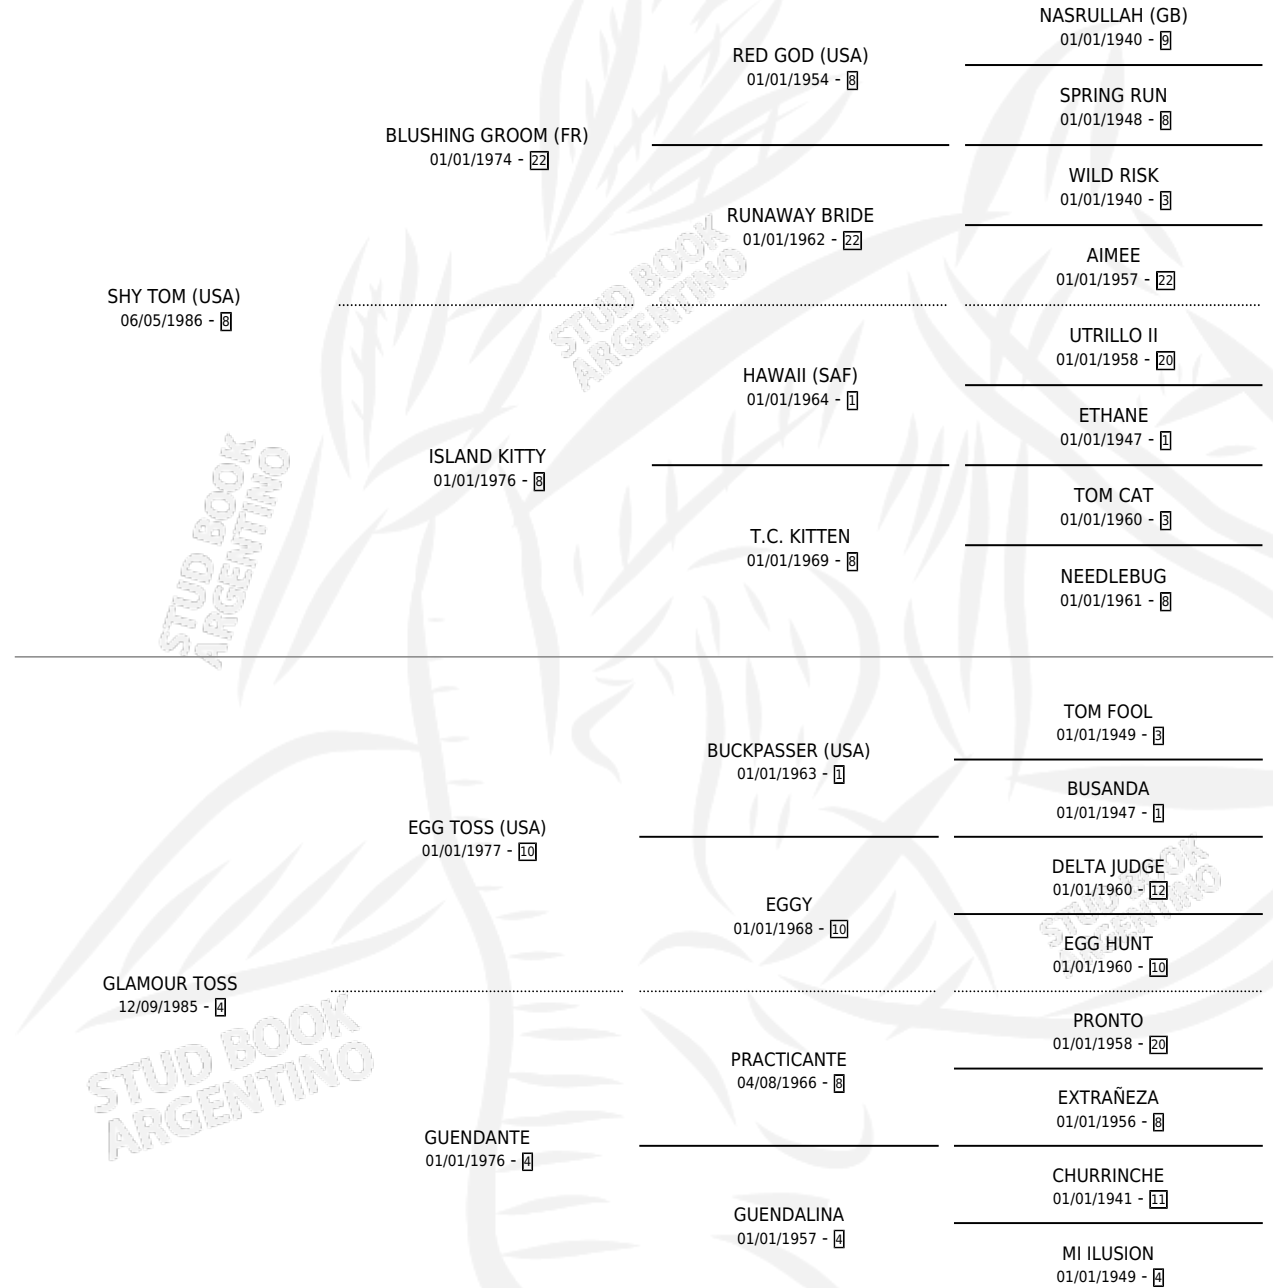 NASRULLAH (GB)
01/01/1940 - 9
RED GOD (USA)
01/01/1954 - 8
SPRING RUN
01/01/1948 - 8
BLUSHING GROOM (FR)
01/01/1974 - 22
WILD RISK
01/01/1940 - 3
RUNAWAY BRIDE
01/01/1962 - 22
AIMEE
01/01/1957 - 22
SHY TOM (USA)
06/05/1986 - 8
UTRILLO II
01/01/1958 - 20
HAWAII (SAF)
01/01/1964 - 1
ETHANE
01/01/1947 - 1
ISLAND KITTY
01/01/1976 - 8
TOM CAT
01/01/1960 - 3
T.C. KITTEN
01/01/1969 - 8
NEEDLEBUG
01/01/1961 - 8
TOM FOOL
01/01/1949 - 3
BUCKPASSER (USA)
01/01/1963 - 1
BUSANDA
01/01/1947 - 1
EGG TOSS (USA)
01/01/1977 - 10
DELTA JUDGE
01/01/1960 - 12
EGGY
01/01/1968 - 10
EGG HUNT
01/01/1960 - 10
GLAMOUR TOSS
12/09/1985 - 4
PRONTO
01/01/1958 - 20
PRACTICANTE
04/08/1966 - 8
EXTRAÑEZA
01/01/1956 - 8
GUENDANTE
01/01/1976 - 4
CHURRINCHE
01/01/1941 - 11
GUENDALINA
01/01/1957 - 4
MI ILUSION
01/01/1949 - 4
STUD BOOK
ARGENTINO
STUD BOOK
ARGENTINO
STUD BOOK
ARGENTINO
STUD BOOK
ARGENTINO